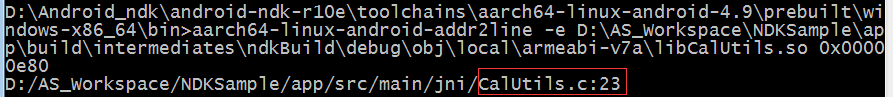 D:\Android_ndk\android-ndk-r10e\toolchains\aarch64-linux-android-4.9\prebuilt\wi
ndows-x86_64\bin>aarch64-linux-android-addr2line -e D:\AS_Workspace\NDKSample\ap
p\build\intermediates\ndkBuild\debug\obj\local\armeabi-v7a\libCalUtils.so 0x0000
0e80
D:/AS_Workspace/NDKSample/app/src/main/jni/CalUtils.c:23